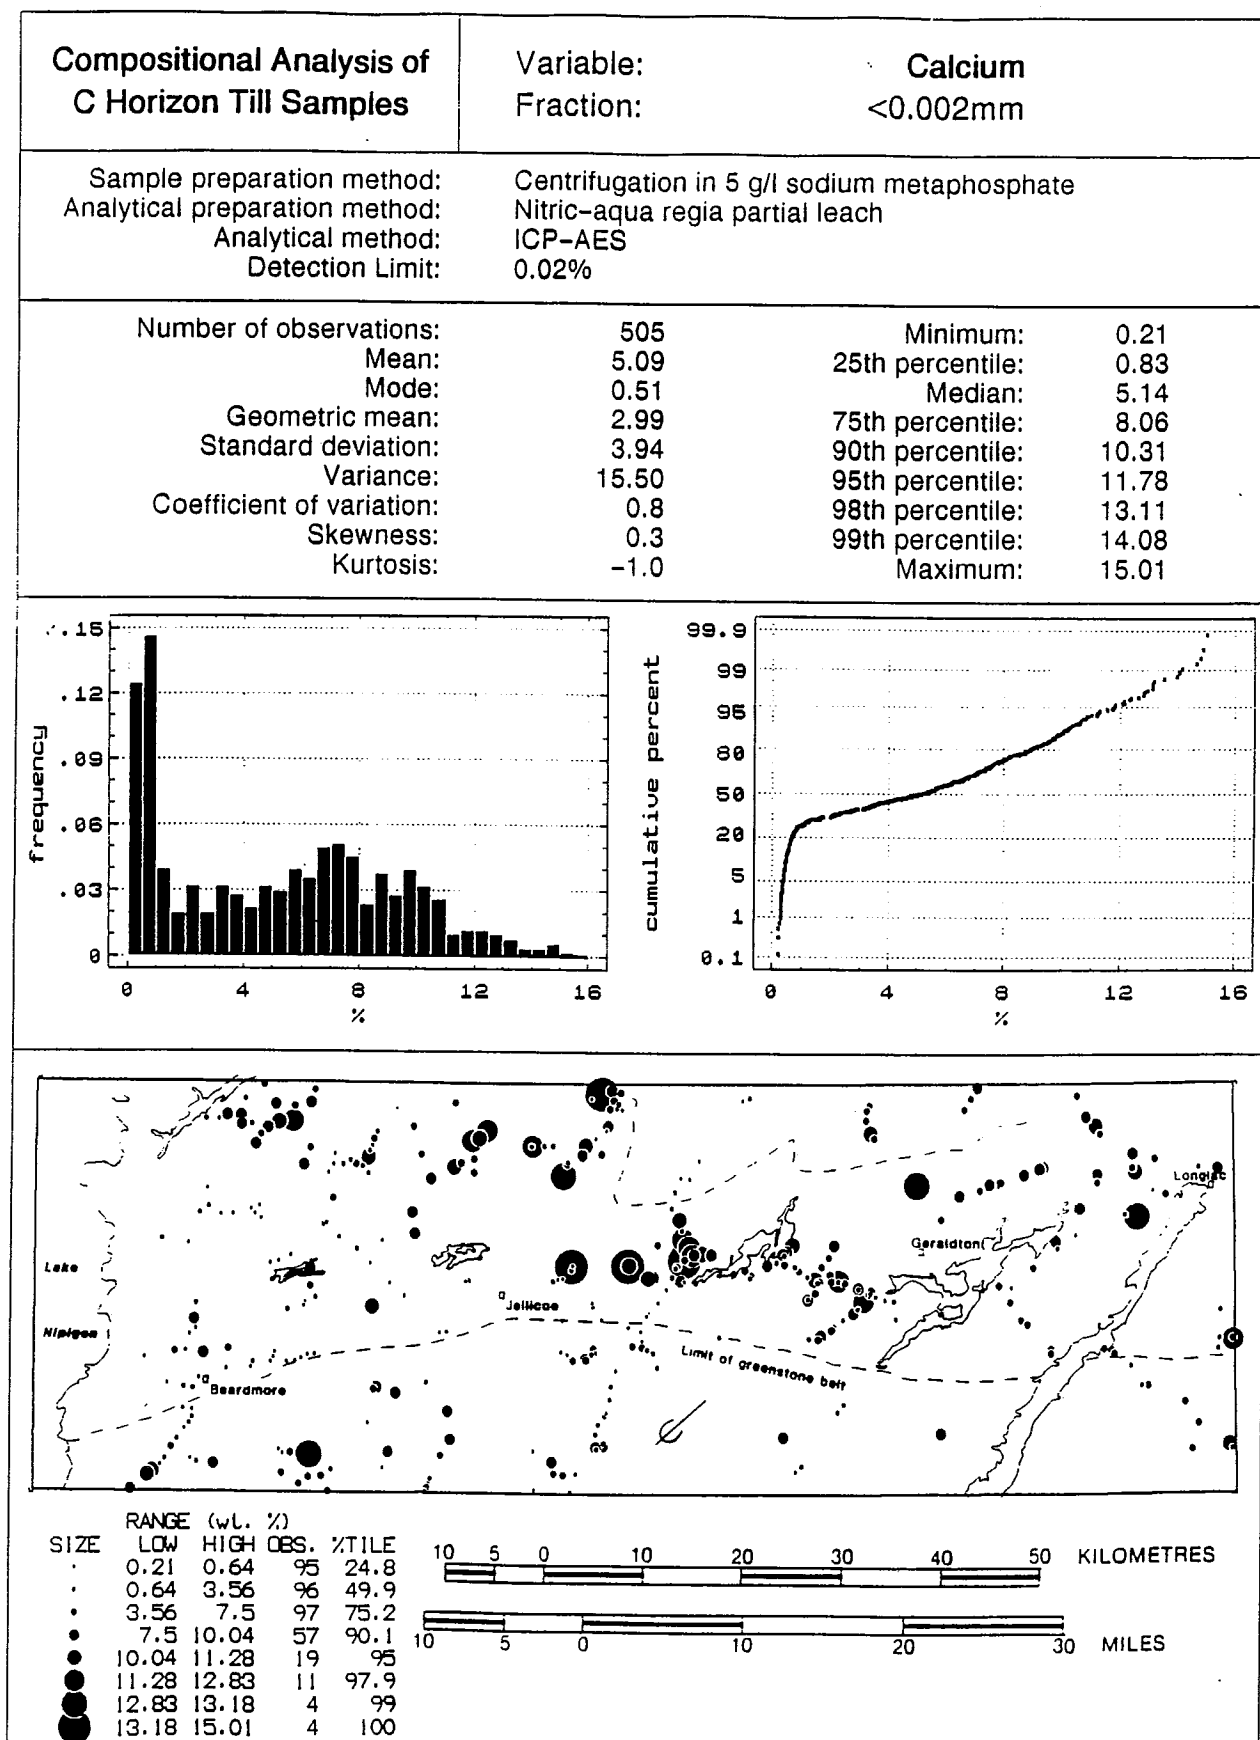 Compositional Analysis of
C Horizon Till Samples
Variable: Calcium
Fraction: <0.002mm
Sample preparation method: Centrifugation in 5 g/l sodium metaphosphate
Analytical preparation method: Nitric-aqua regia partial leach
Analytical method: ICP-AES
Detection Limit: 0.02%
Number of observations: 505 Minimum: 0.21
Mean: 5.09 25th percentile: 0.83
Mode: 0.51 Median: 5.14
Geometric mean: 2.99 75th percentile: 8.06
Standard deviation: 3.94 90th percentile: 10.31
Variance: 15.50 95th percentile: 11.78
Coefficient of variation: 0.8 98th percentile: 13.11
Skewness: 0.3 99th percentile: 14.08
Kurtosis: -1.0 Maximum: 15.01
frequency
.15
.12
.09
.06
.03
0
0 4 8 12 16
%
cumulative percent
99.9
99
95
80
50
20
5
1
0.1
0 4 8 12 16
%
Longlac
Geraldton
Lake
Nipigon
Jellicoe
Limit of greenstone belt
Beardmore
RANGE (wt. %)
SIZE LOW HIGH OBS. %TILE
0.21 0.64 95 24.8
0.64 3.56 96 49.9
3.56 7.5 97 75.2
7.5 10.04 57 90.1
10.04 11.28 19 95
11.28 12.83 11 97.9
12.83 13.18 4 99
13.18 15.01 4 100
10 5 0 10 20 30 40 50 KILOMETRES
10 5 0 10 20 30 MILES